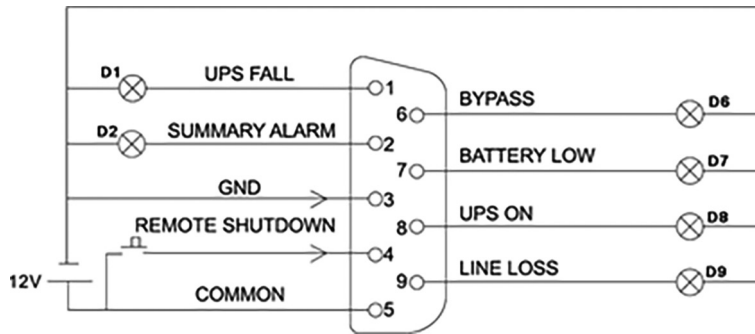 D1
UPS FALL
1
D2
SUMMARY ALARM
2
GND
3
REMOTE SHUTDOWN
4
12V
COMMON
5
6
BYPASS
D6
7
BATTERY LOW
D7
8
UPS ON
D8
9
LINE LOSS
D9